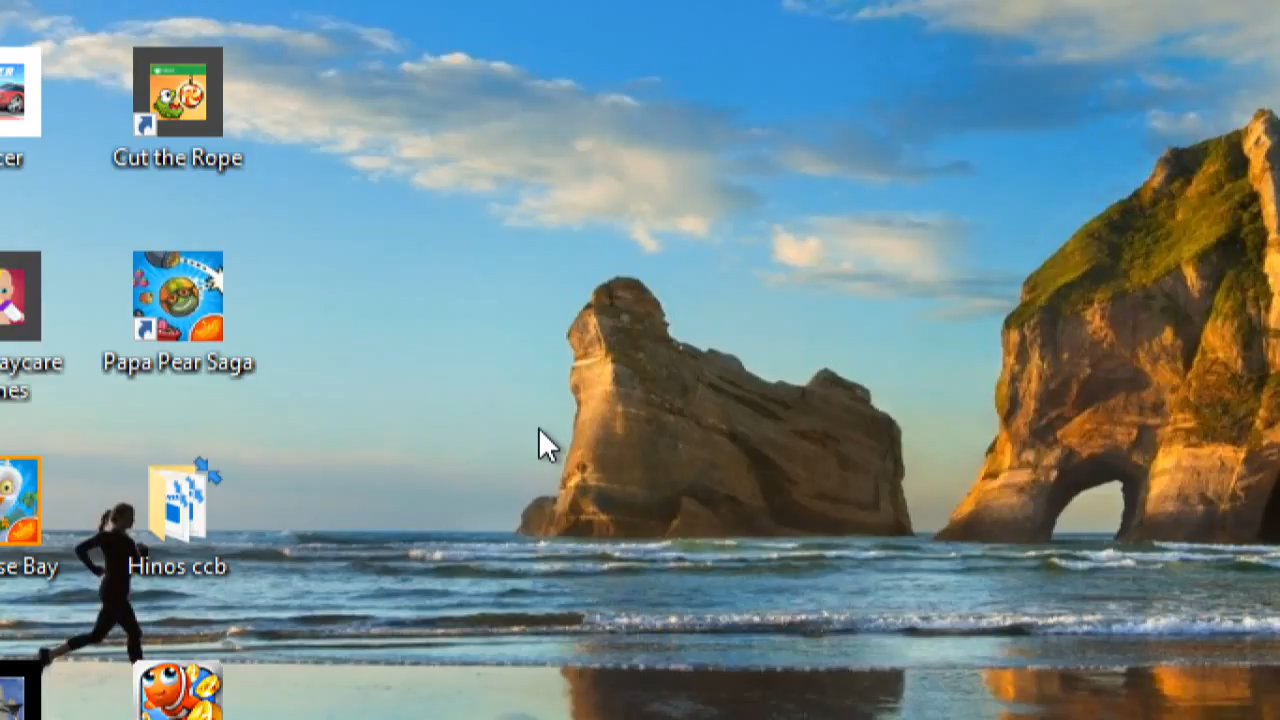 cer
Cut the Rope
aycare
nes
Papa Pear Saga
se Bay
Hinos ccb